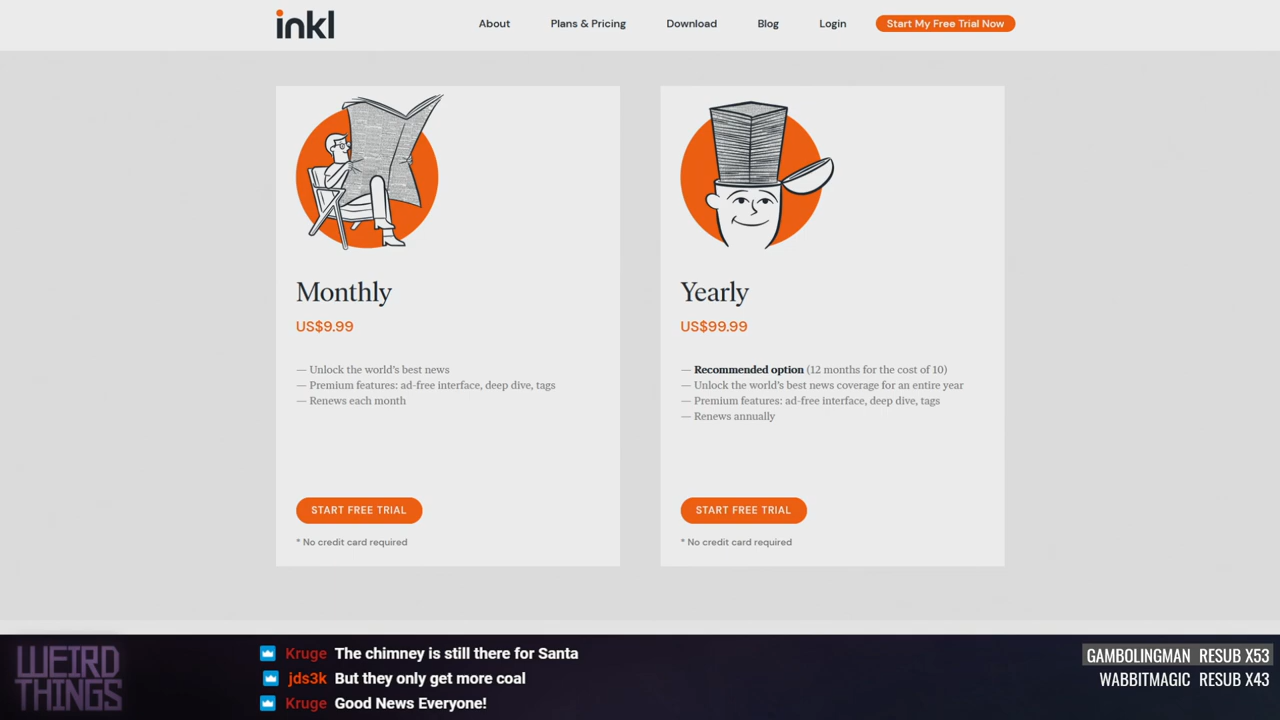 inkl
About
Plans & Pricing
Download
Blog
Login
Start My Free Trial Now
Monthly
US$9.99
— Unlock the world's best news
— Premium features: ad-free interface, deep dive, tags
— Renews each month
START FREE TRIAL
* No credit card required
Yearly
US$99.99
— Recommended option (12 months for the cost of 10)
— Unlock the world's best news coverage for an entire year
— Premium features: ad-free interface, deep dive, tags
— Renews annually
START FREE TRIAL
* No credit card required
WEIRD
THINGS
Kruge The chimney is still there for Santa
jds3k But they only get more coal
Kruge Good News Everyone!
GAMBOLINGMAN RESUB X53
WABBITMAGIC RESUB X43